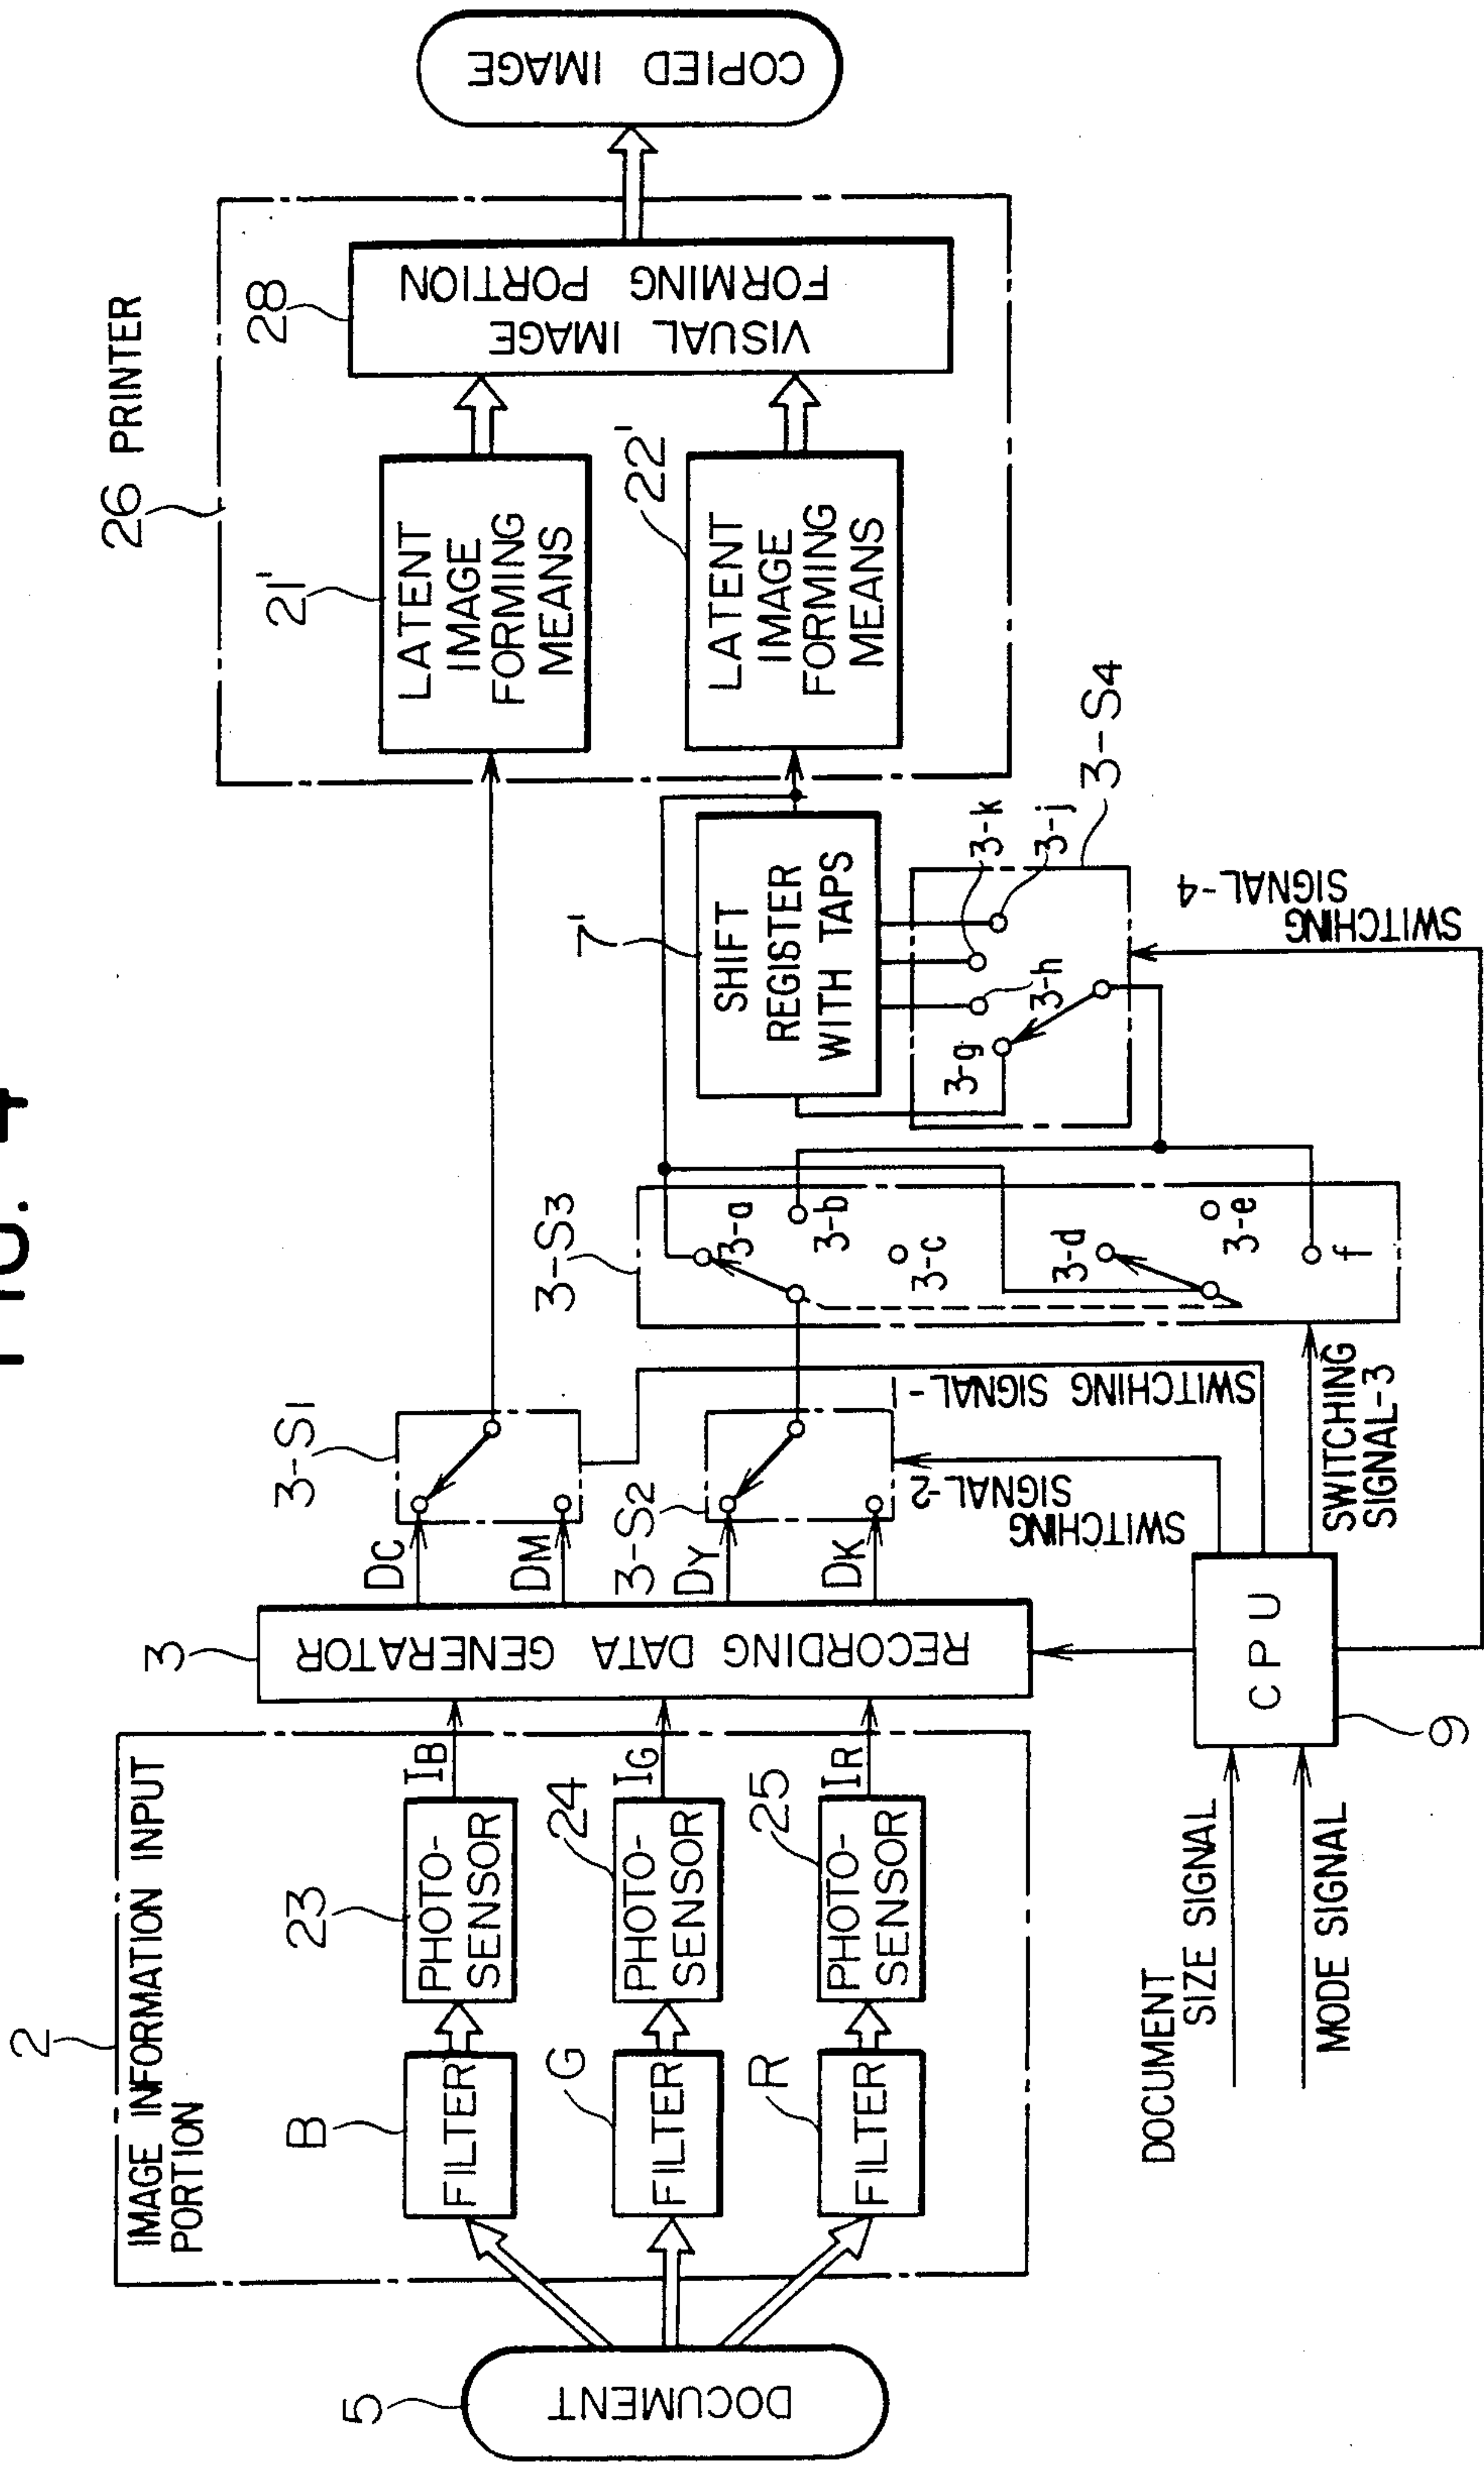 FIG. 4
2
IMAGE INFORMATION INPUT
PORTION
5
DOCUMENT
B
FILTER
G
FILTER
R
FILTER
23
PHOTO-
SENSOR
24
PHOTO-
SENSOR
25
PHOTO-
SENSOR
IB
IG
IR
3
RECORDING DATA GENERATOR
DC
DM
DY
DK
3-S1
3-S2
SWITCHING SIGNAL-1
SWITCHING
SIGNAL-2
SWITCHING
SIGNAL-3
SWITCHING
SIGNAL-4
DOCUMENT
SIZE SIGNAL
MODE SIGNAL
CPU
9
3-S3
3-a
3-b
3-c
3-d
3-e
f
7'
SHIFT
REGISTER
WITH TAPS
3-g
3-h
3-k
3-j
3-S4
26 PRINTER
21'
LATENT
IMAGE
FORMING
MEANS
22'
LATENT
IMAGE
FORMING
MEANS
28
VISUAL IMAGE
FORMING PORTION
COPIED IMAGE